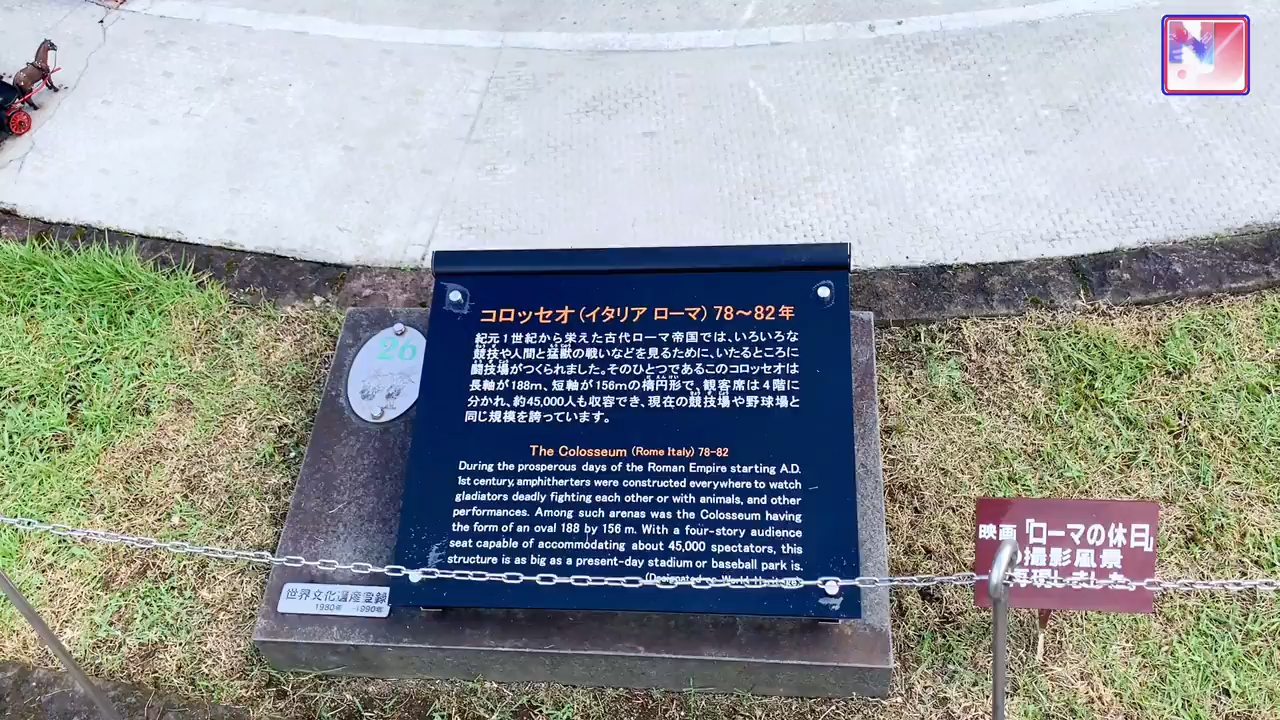 26
コロッセオ(イタリア ローマ) 78〜82年
紀元1世紀から栄えた古代ローマ帝国では、いろいろな
競技や人間と猛獣の戦いなどを見るために、いたるところに
闘技場がつくられました。そのひとつであるこのコロッセオは
長軸が188m、短軸が156mの楕円形で、観客席は4階に
分かれ、約45,000人も収容でき、現在の競技場や野球場と
同じ規模を誇っています。
The Colosseum (Rome Italy) 78-82
During the prosperous days of the Roman Empire starting A.D.
1st century, amphitherters were constructed everywhere to watch
gladiators deadly fighting each other or with animals, and other
performances. Among such arenas was the Colosseum having
the form of an oval 188 by 156 m. With a four-story audience
seat capable of accommodating about 45,000 spectators, this
structure is as big as a present-day stadium or baseball park is.
(Designated as World Heritage)
世界文化遺産登録
1980年 -1990年
映画『ローマの休日』
の撮影風景
再現しました